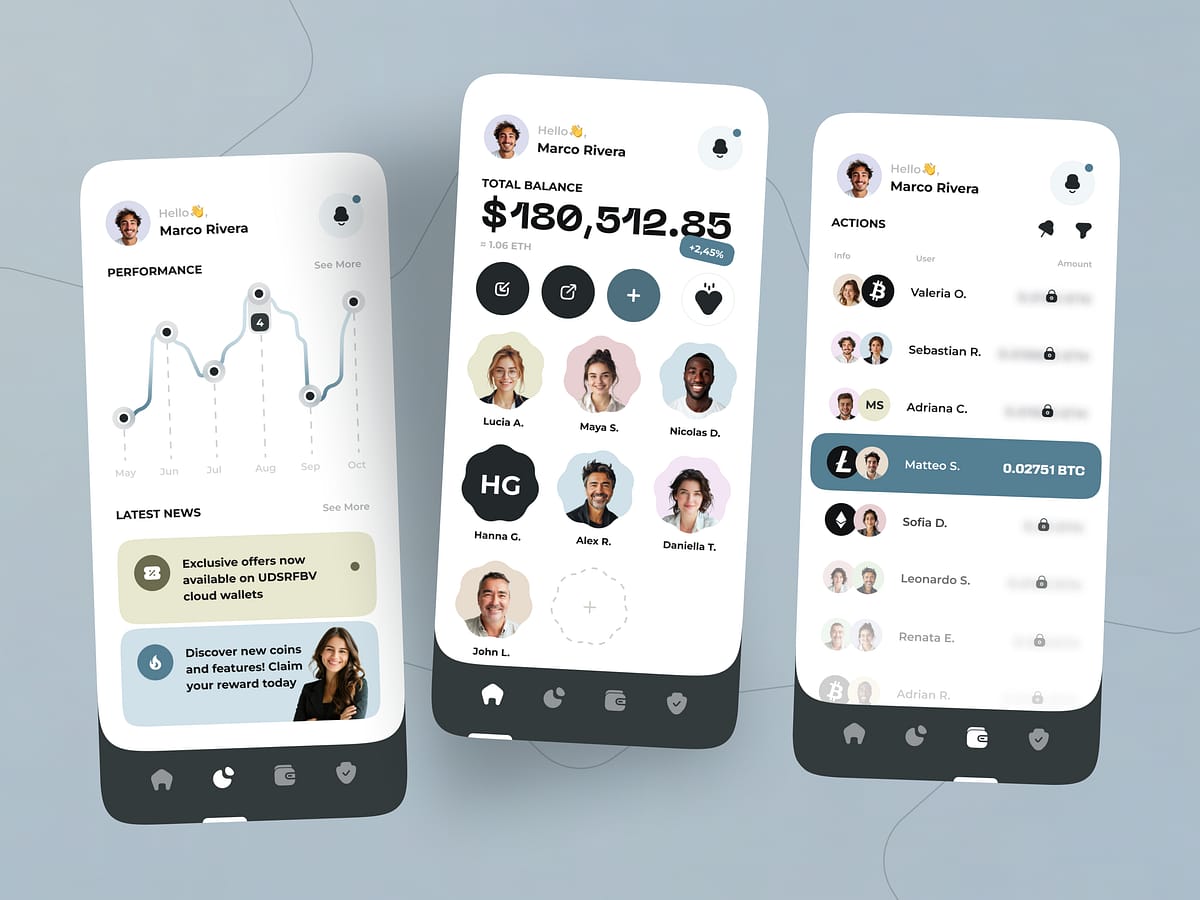 Hello👋,
Marco Rivera
PERFORMANCE
See More
4
May
Jun
Jul
Aug
Sep
Oct
LATEST NEWS
See More
Exclusive offers now
available on UDSRFBV
cloud wallets
Discover new coins
and features! Claim
your reward today
Hello👋,
Marco Rivera
TOTAL BALANCE
$180,512.85
≈ 1.06 ETH
+2,45%
Lucia A.
Maya S.
Nicolas D.
HG
Hanna G.
Alex R.
Daniella T.
John L.
Hello👋,
Marco Rivera
ACTIONS
Info
User
Amount
Valeria O.
Sebastian R.
MS
Adriana C.
Matteo S.
0.02751 BTC
Sofia D.
Leonardo S.
Renata E.
Adrian R.